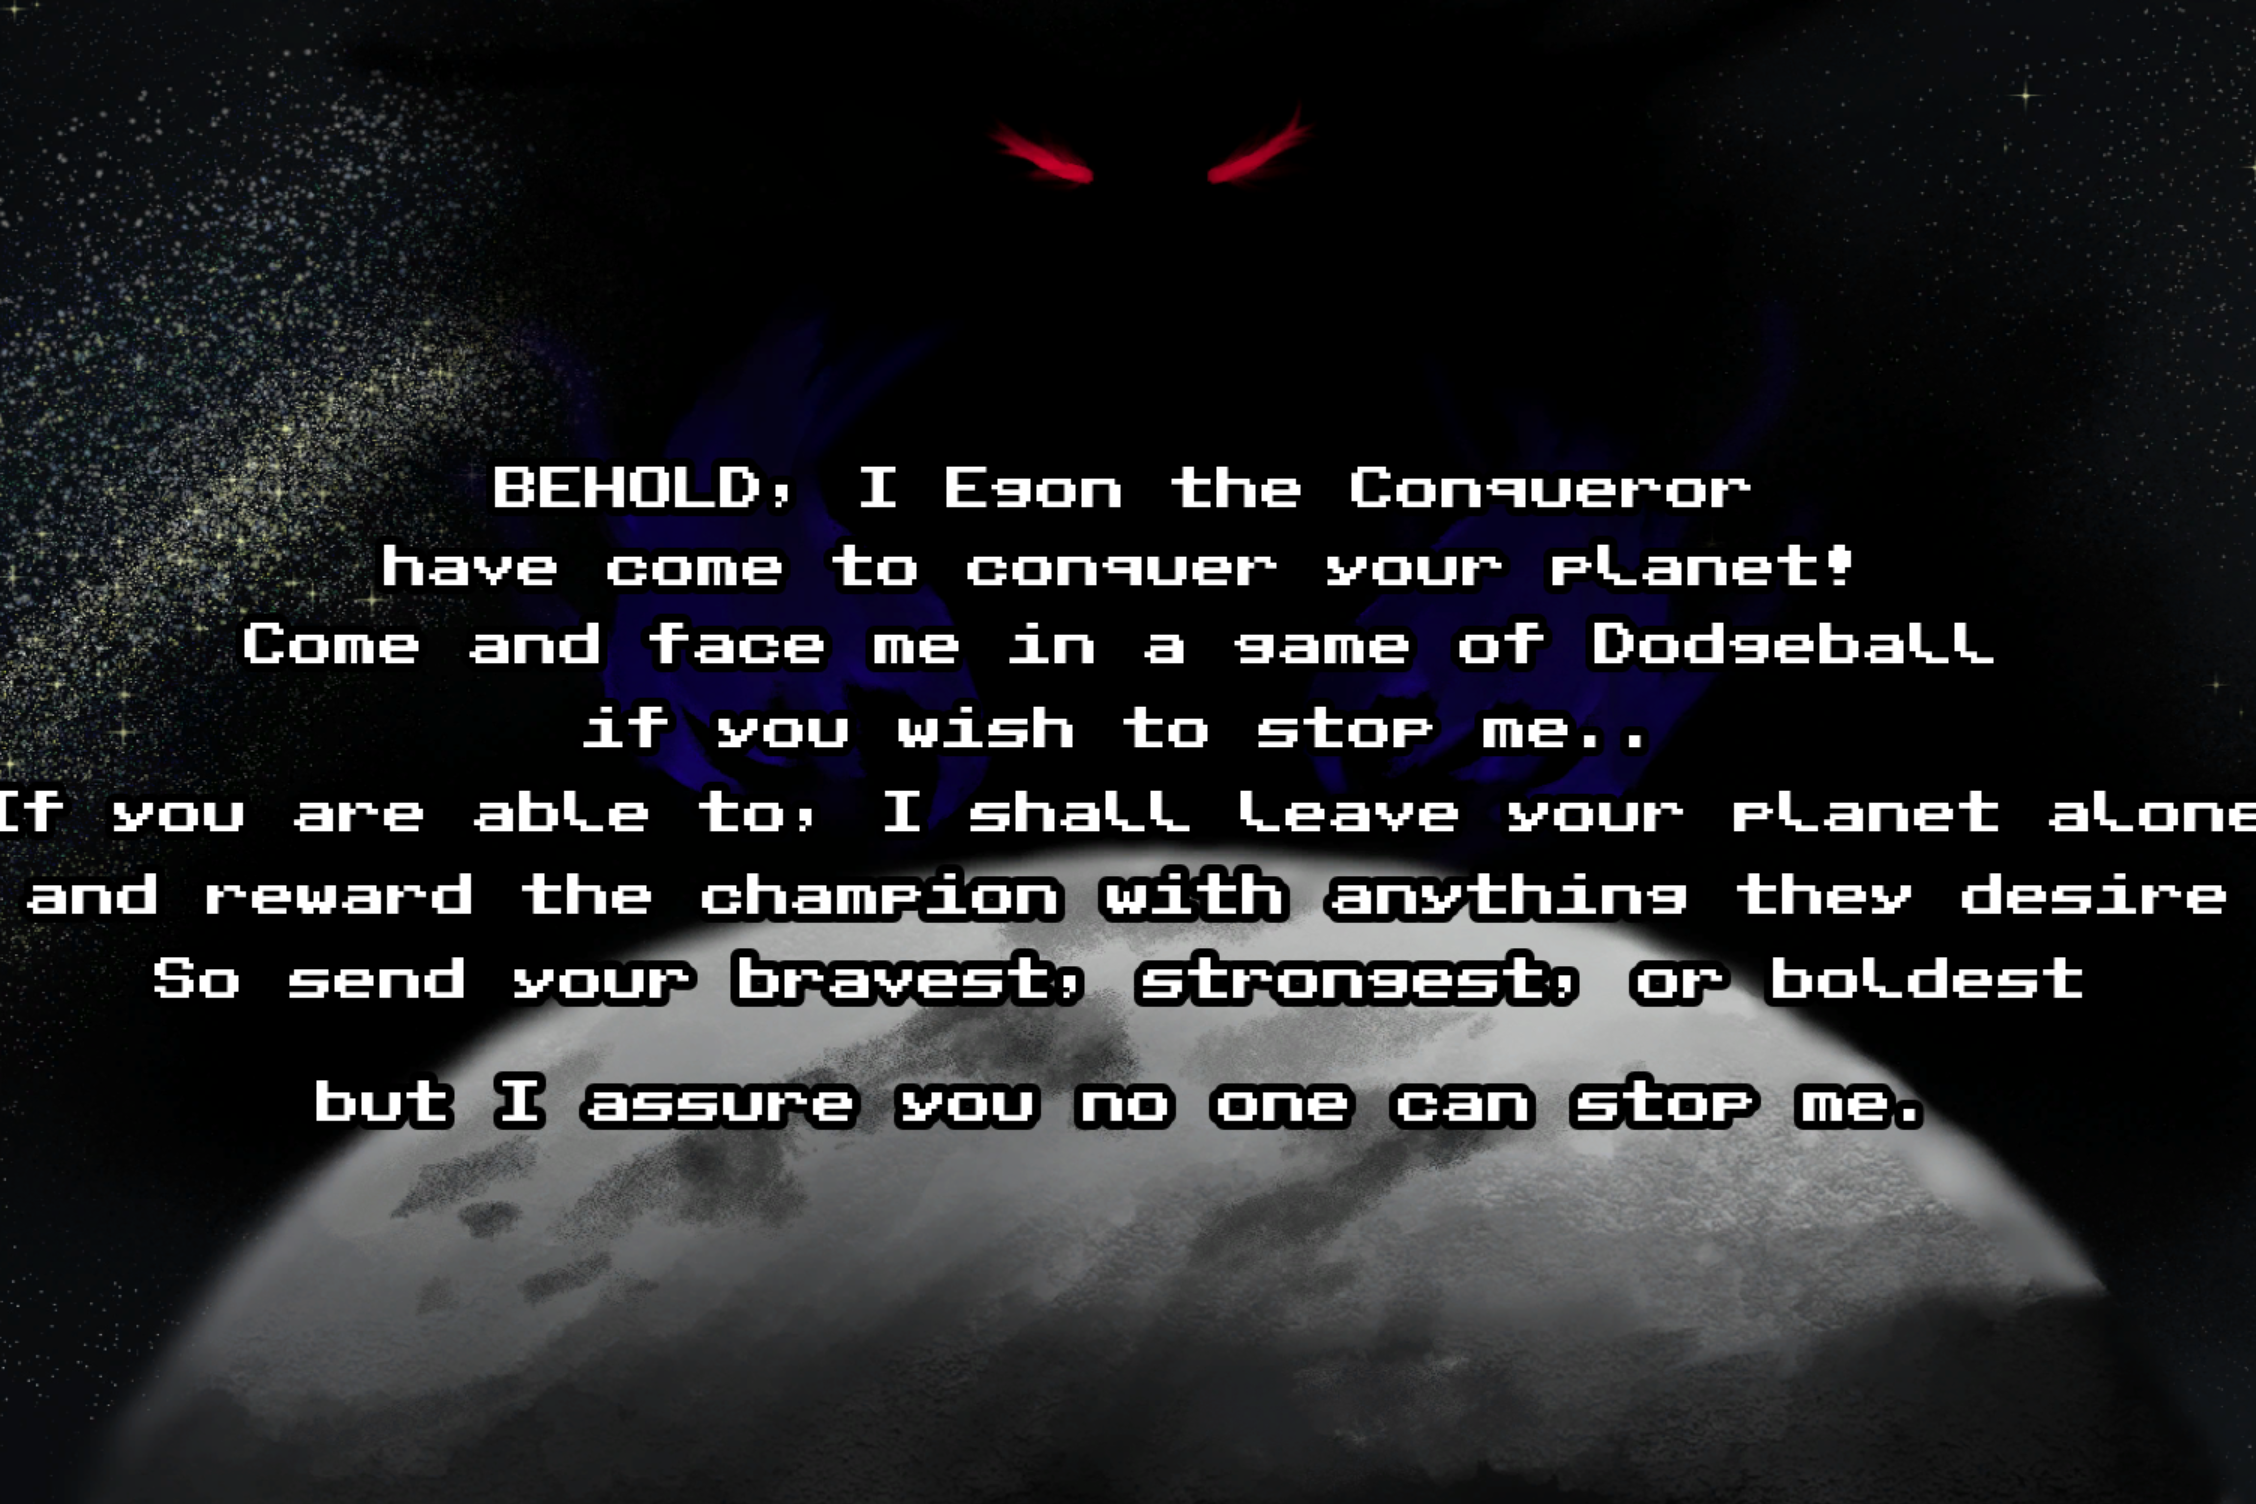 BEHOLD, I Egon the Conqueror
have come to conquer your planet!
Come and face me in a game of Dodgeball
if you wish to stop me..
If you are able to, I shall leave your planet alone
and reward the champion with anything they desire
So send your bravest, strongest, or boldest
but I assure you no one can stop me.